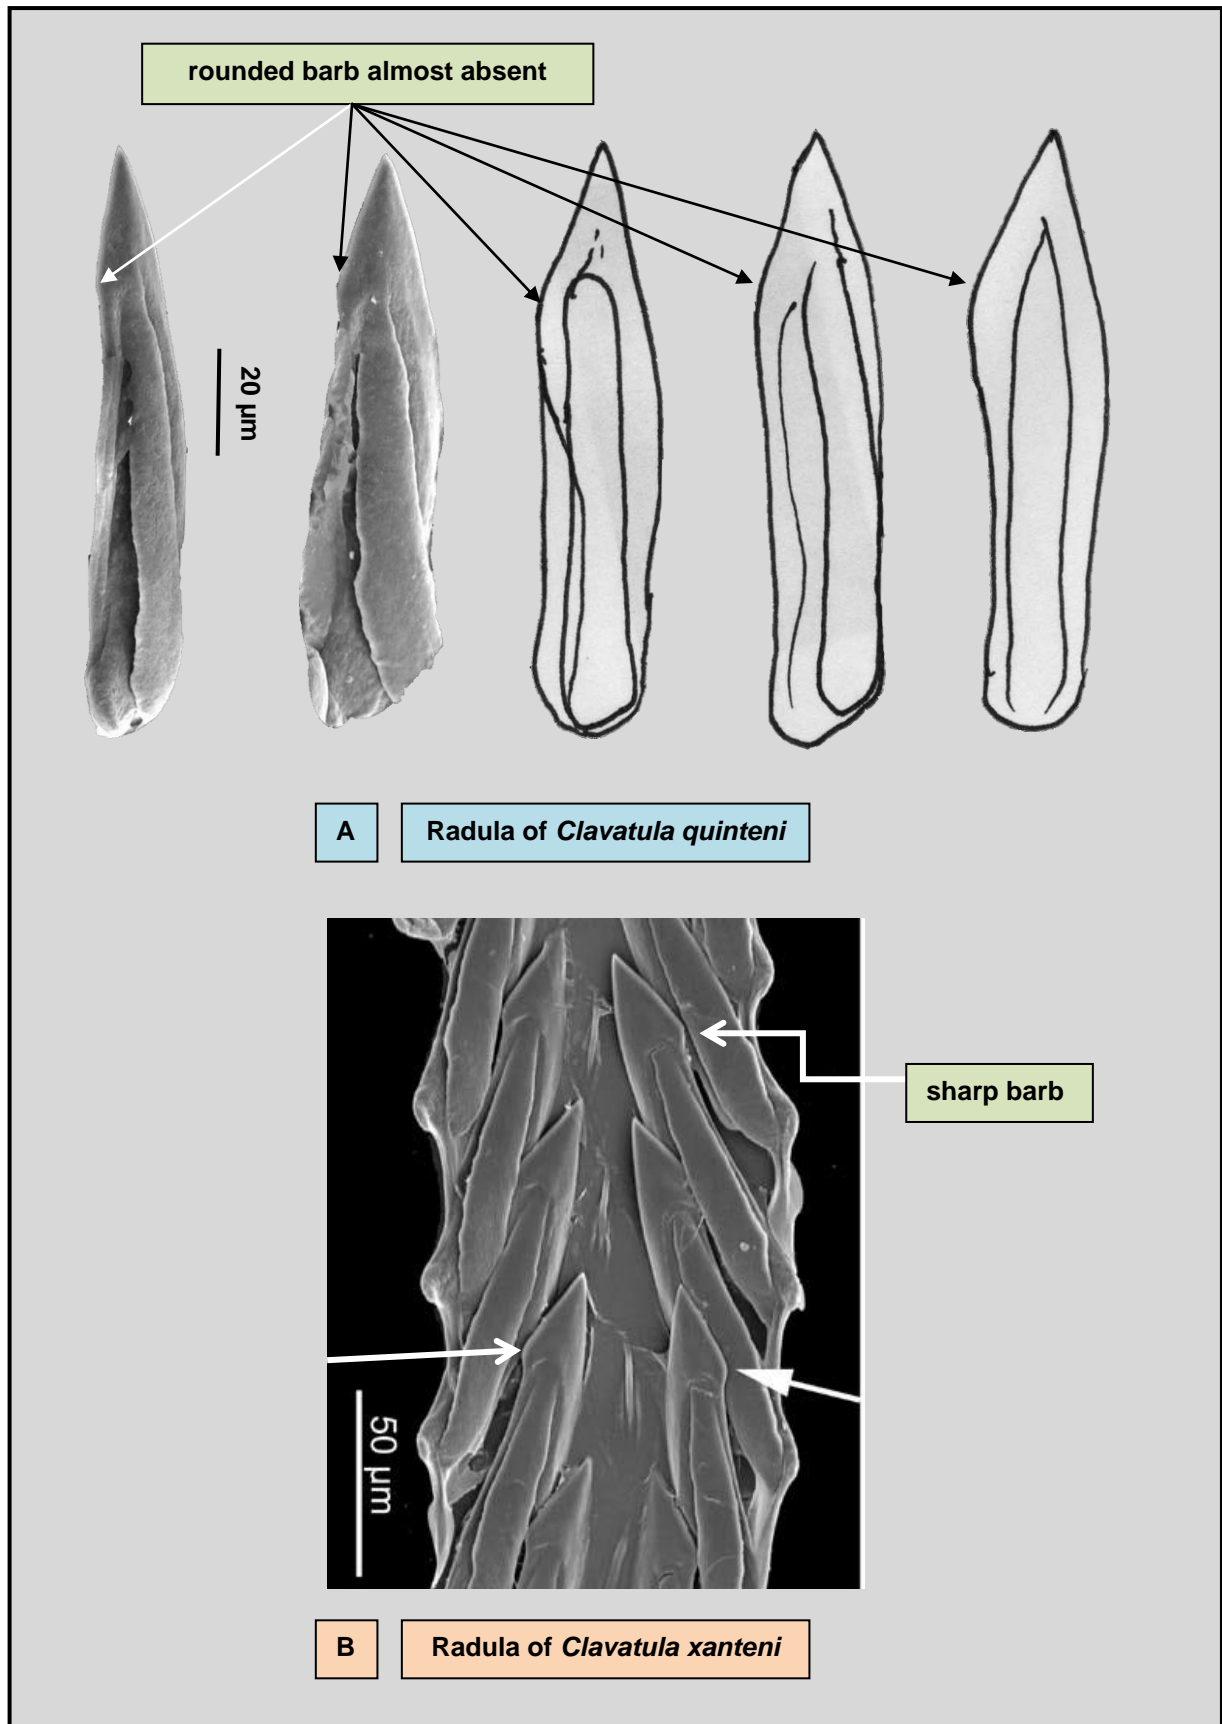 rounded barb almost absent
20 µm
A
Radula of Clavatula quinteni
sharp barb
50 µm
B
Radula of Clavatula xanteni